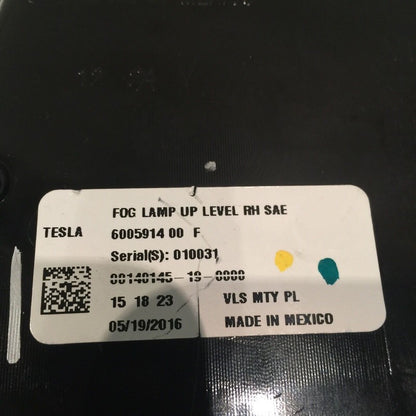 FOG LAMP UP LEVEL RH SAE
TESLA 6005914 00 F
Serial(S): 010031
00140145-19-0000
15 18 23 VLS MTY PL
05/19/2016 MADE IN MEXICO